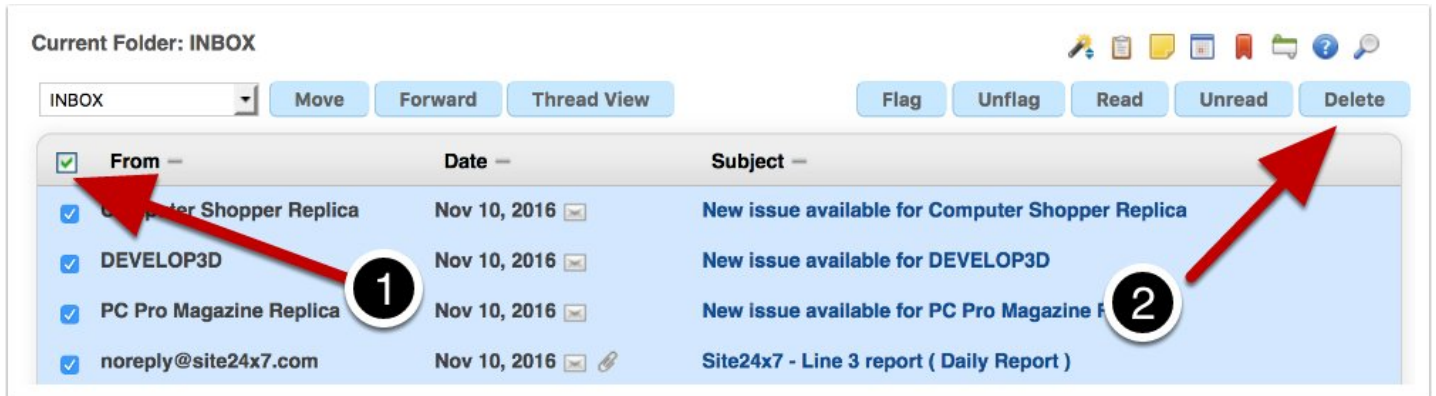 Current Folder: INBOX
INBOX Move Forward Thread View Flag Unflag Read Unread Delete
From Date Subject
Shopper Replica Nov 10, 2016 New issue available for Computer Shopper Replica
DEVELOP3D Nov 10, 2016 New issue available for DEVELOP3D
1
PC Pro Magazine Replica Nov 10, 2016 New issue available for PC Pro Magazine
2
noreply@site24x7.com Nov 10, 2016 Site24x7 - Line 3 report ( Daily Report )